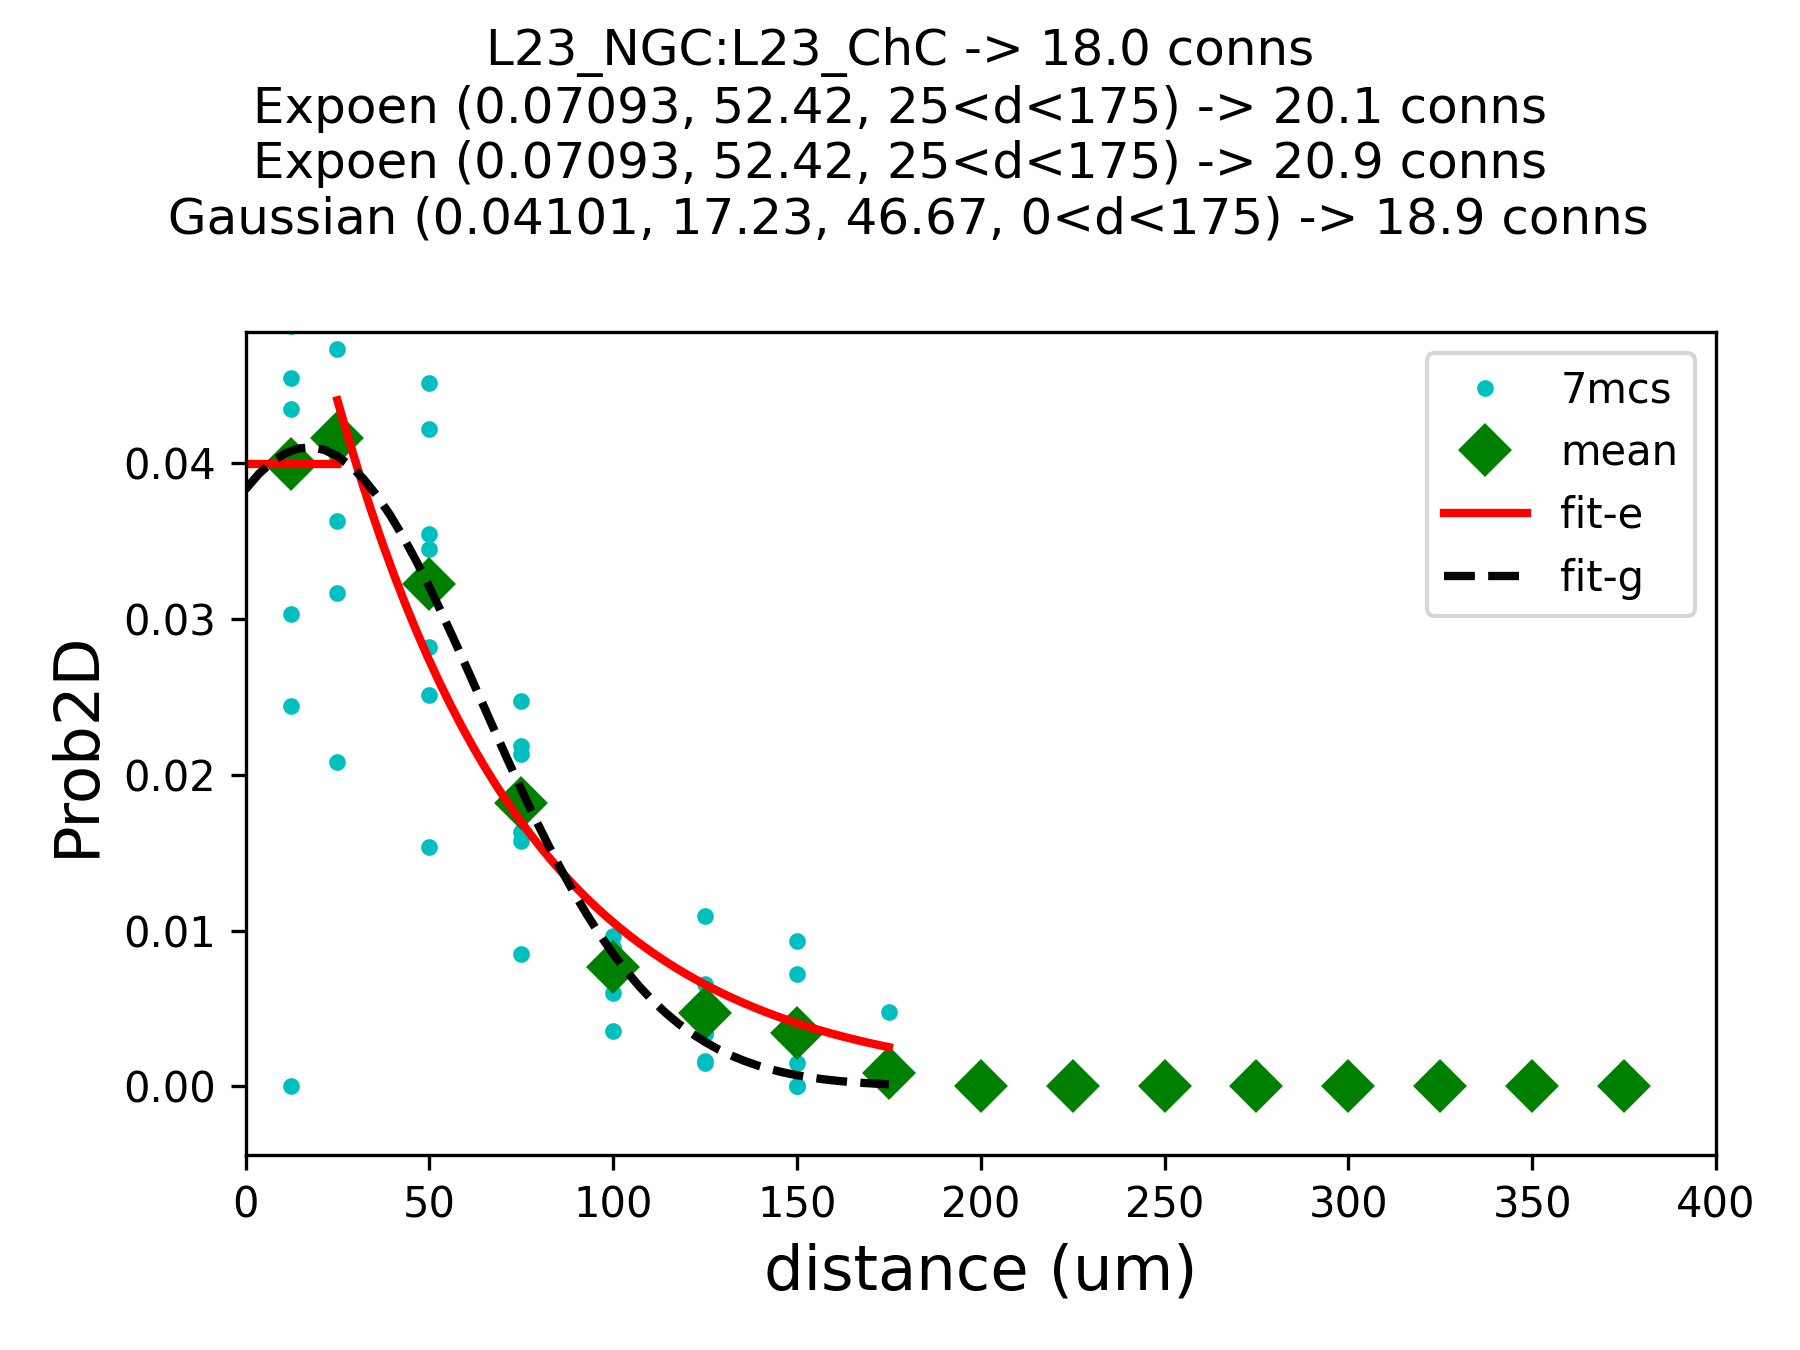 L23_NGC:L23_ChC -> 18.0 conns
Expoen (0.07093, 52.42, 25<d<175) -> 20.1 conns
Expoen (0.07093, 52.42, 25<d<175) -> 20.9 conns
Gaussian (0.04101, 17.23, 46.67, 0<d<175) -> 18.9 conns
7mcs
mean
fit-e
fit-g
Prob2D
0.04
0.03
0.02
0.01
0.00
0 50 100 150 200 250 300 350 400
distance (um)